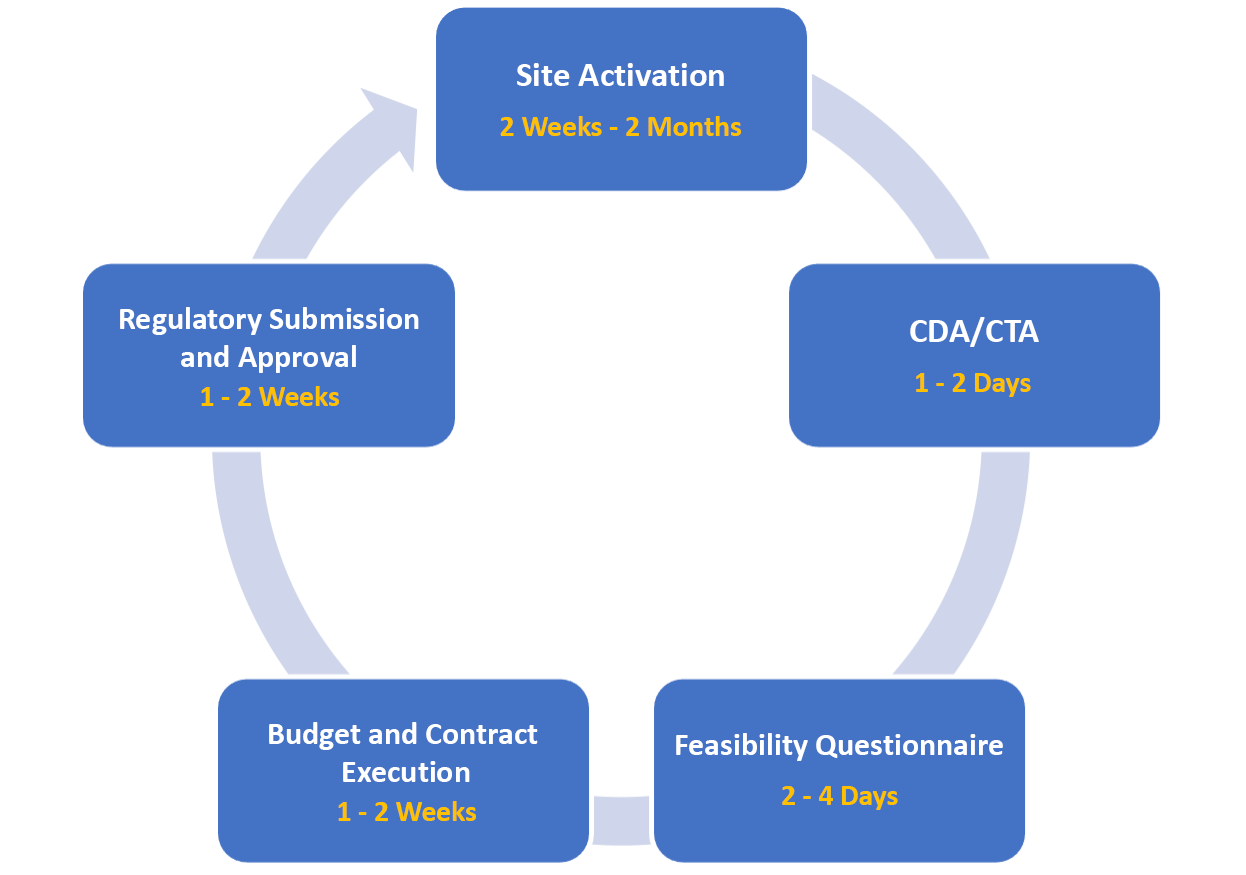 Site Activation
2 Weeks - 2 Months
CDA/CTA
1 - 2 Days
Feasibility Questionnaire
2 - 4 Days
Budget and Contract
Execution
1 - 2 Weeks
Regulatory Submission
and Approval
1 - 2 Weeks